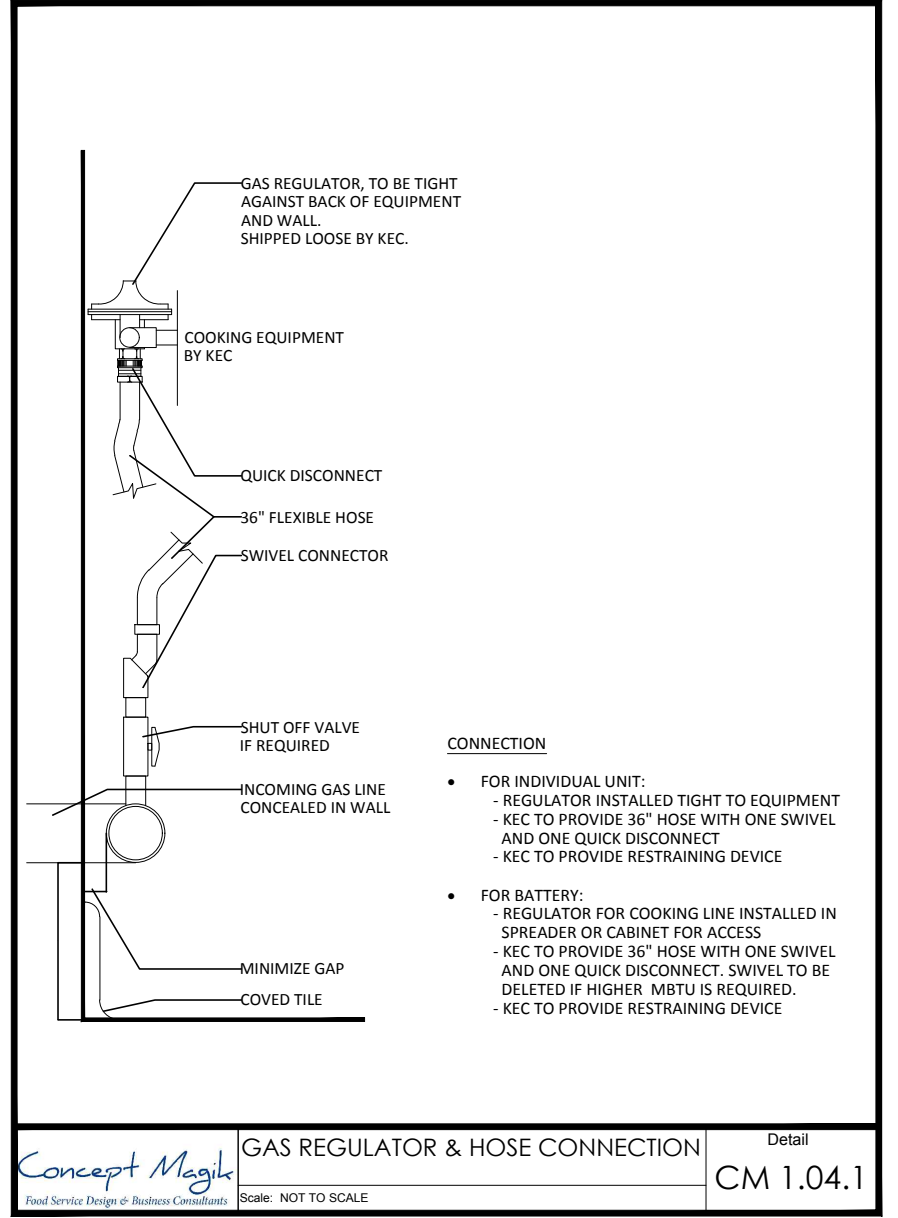 GAS REGULATOR, TO BE TIGHT
AGAINST BACK OF EQUIPMENT
AND WALL.
SHIPPED LOOSE BY KEC.
COOKING EQUIPMENT
BY KEC
QUICK DISCONNECT
36" FLEXIBLE HOSE
SWIVEL CONNECTOR
SHUT OFF VALVE
IF REQUIRED
INCOMING GAS LINE
CONCEALED IN WALL
MINIMIZE GAP
COVED TILE
CONNECTION
• FOR INDIVIDUAL UNIT:
- REGULATOR INSTALLED TIGHT TO EQUIPMENT
- KEC TO PROVIDE 36" HOSE WITH ONE SWIVEL
AND ONE QUICK DISCONNECT
- KEC TO PROVIDE RESTRAINING DEVICE
• FOR BATTERY:
- REGULATOR FOR COOKING LINE INSTALLED IN
SPREADER OR CABINET FOR ACCESS
- KEC TO PROVIDE 36" HOSE WITH ONE SWIVEL
AND ONE QUICK DISCONNECT. SWIVEL TO BE
DELETED IF HIGHER MBTU IS REQUIRED.
- KEC TO PROVIDE RESTRAINING DEVICE
Concept Magik
Food Service Design & Business Consultants
GAS REGULATOR & HOSE CONNECTION
Scale: NOT TO SCALE
Detail
CM 1.04.1